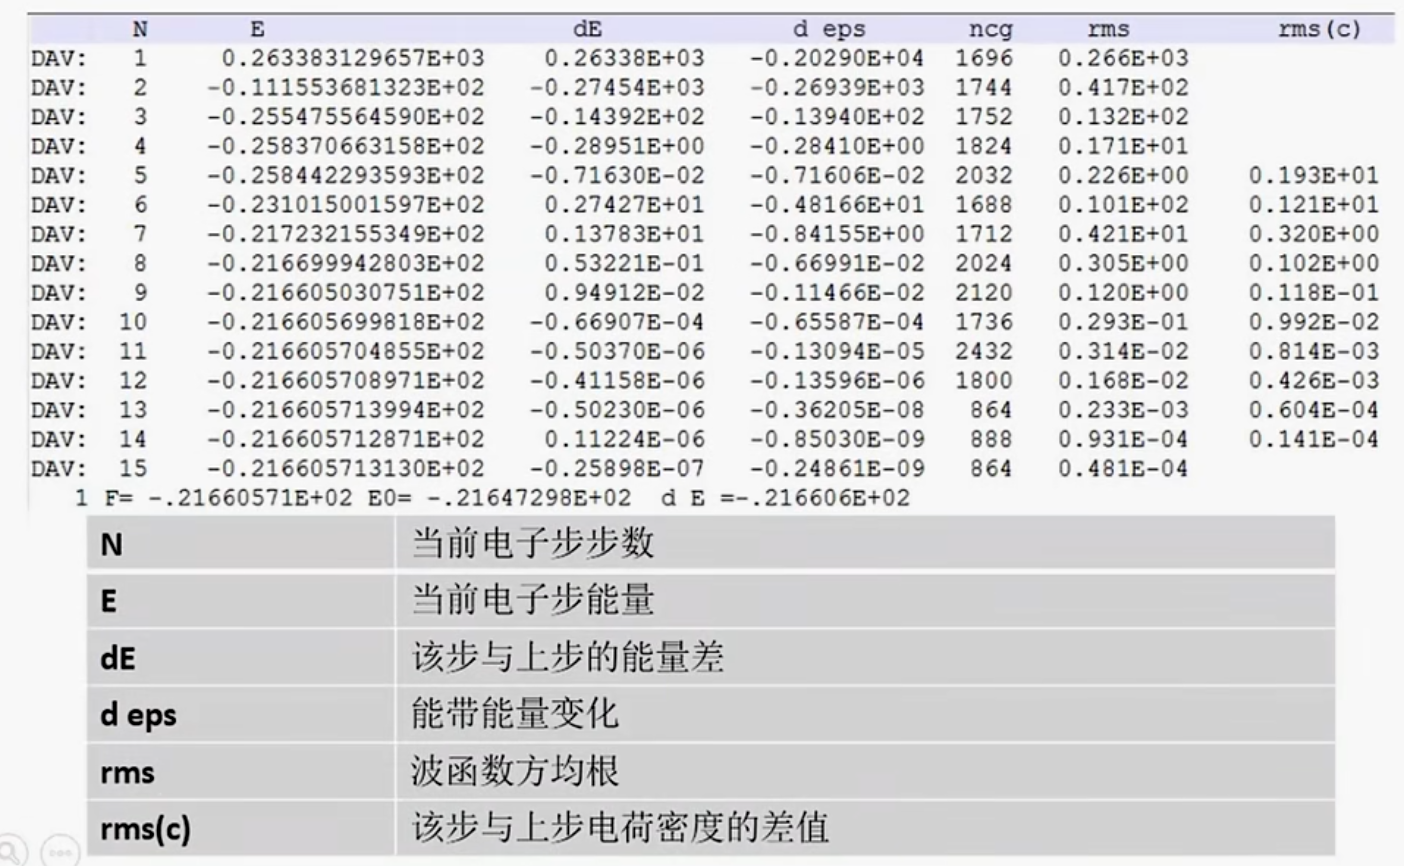 N E dE d eps ncg rms rms(c)
DAV: 1 0.263383129657E+03 0.26338E+03 -0.20290E+04 1696 0.266E+03
DAV: 2 -0.111553681323E+02 -0.27454E+03 -0.26939E+03 1744 0.417E+02
DAV: 3 -0.255475564590E+02 -0.14392E+02 -0.13940E+02 1752 0.132E+02
DAV: 4 -0.258370663158E+02 -0.28951E+00 -0.28410E+00 1824 0.171E+01
DAV: 5 -0.258442293593E+02 -0.71630E-02 -0.71606E-02 2032 0.226E+00 0.193E+01
DAV: 6 -0.231015001597E+02 0.27427E+01 -0.48166E+01 1688 0.101E+02 0.121E+01
DAV: 7 -0.217232155349E+02 0.13783E+01 -0.84155E+00 1712 0.421E+01 0.320E+00
DAV: 8 -0.216699942803E+02 0.53221E-01 -0.66991E-02 2024 0.305E+00 0.102E+00
DAV: 9 -0.216605030751E+02 0.94912E-02 -0.11466E-02 2120 0.120E+00 0.118E-01
DAV: 10 -0.216605699818E+02 -0.66907E-04 -0.65587E-04 1736 0.293E-01 0.992E-02
DAV: 11 -0.216605704855E+02 -0.50370E-06 -0.13094E-05 2432 0.314E-02 0.814E-03
DAV: 12 -0.216605708971E+02 -0.41158E-06 -0.13596E-06 1800 0.168E-02 0.426E-03
DAV: 13 -0.216605713994E+02 -0.50230E-06 -0.36205E-08 864 0.233E-03 0.604E-04
DAV: 14 -0.216605712871E+02 0.11224E-06 -0.85030E-09 888 0.931E-04 0.141E-04
DAV: 15 -0.216605713130E+02 -0.25898E-07 -0.24861E-09 864 0.481E-04
1 F= -.21660571E+02 E0= -.21647298E+02 d E =-.216606E+02
N 当前电子步步数
E 当前电子步能量
dE 该步与上步的能量差
d eps 能带能量变化
rms 波函数方均根
rms(c) 该步与上步电荷密度的差值